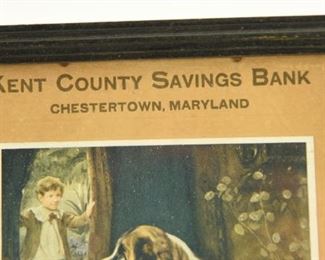 KENT COUNTY SAVINGS BANK
CHESTERTOWN, MARYLAND